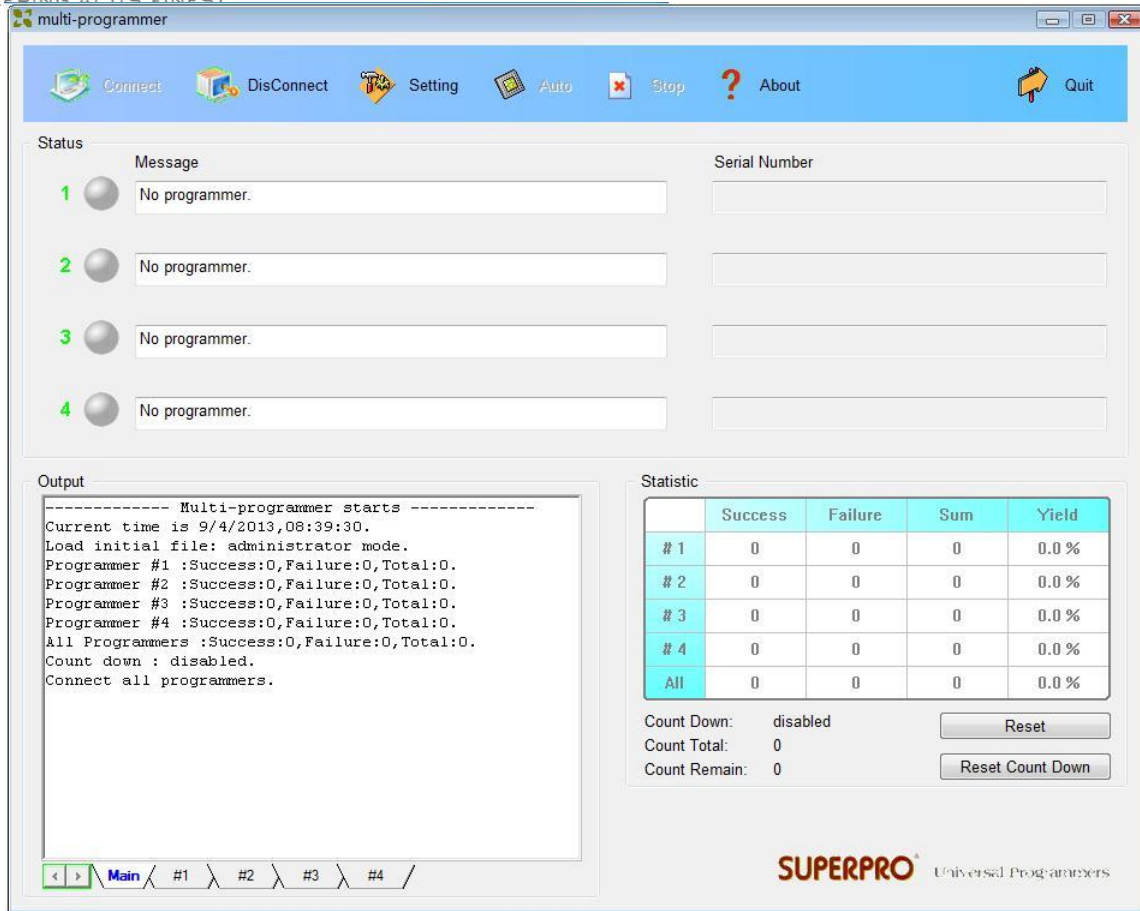 multi-programmer
Connect DisConnect Setting Auto Stop About Quit
Status
Message Serial Number
1 No programmer.
2 No programmer.
3 No programmer.
4 No programmer.
Output
------------- Multi-programmer starts -------------
Current time is 9/4/2013,08:39:30.
Load initial file: administrator mode.
Programmer #1 :Success:0,Failure:0,Total:0.
Programmer #2 :Success:0,Failure:0,Total:0.
Programmer #3 :Success:0,Failure:0,Total:0.
Programmer #4 :Success:0,Failure:0,Total:0.
All Programmers :Success:0,Failure:0,Total:0.
Count down : disabled.
Connect all programmers.
Main #1 #2 #3 #4
Statistic
Success Failure Sum Yield
# 1 0 0 0 0.0 %
# 2 0 0 0 0.0 %
# 3 0 0 0 0.0 %
# 4 0 0 0 0.0 %
All 0 0 0 0.0 %
Count Down: disabled
Reset
Count Total: 0
Count Remain: 0
Reset Count Down
SUPERPRO® Universal Programmers